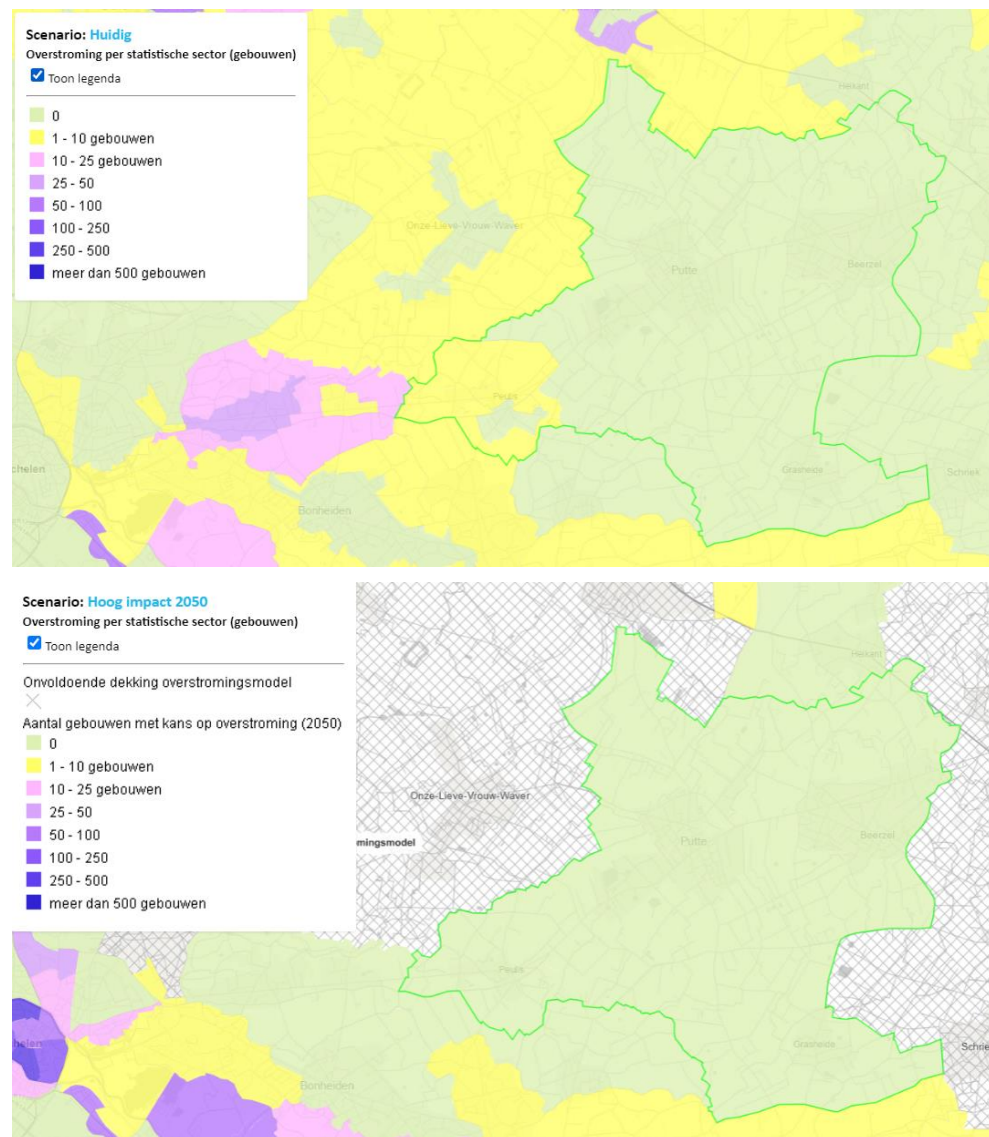 Scenario: Huidig
Overstroming per statistische sector (gebouwen)
Toon legenda
0
1 - 10 gebouwen
10 - 25 gebouwen
25 - 50
50 - 100
100 - 250
250 - 500
meer dan 500 gebouwen
Heikant
Onze-Lieve-Vrouw-Waver
Putte
Beerzel
Peulis
chelen
Grasheide
Schriek
Bonheiden
Scenario: Hoog impact 2050
Overstroming per statistische sector (gebouwen)
Toon legenda
Onvoldoende dekking overstromingsmodel
Aantal gebouwen met kans op overstroming (2050)
0
1 - 10 gebouwen
10 - 25 gebouwen
25 - 50
50 - 100
100 - 250
250 - 500
meer dan 500 gebouwen
Heikant
Onze-Lieve-Vrouw-Waver
mingsmodel
Putte
Beerzel
Peulis
chelen
Grasheide
Schrie
Bonheiden